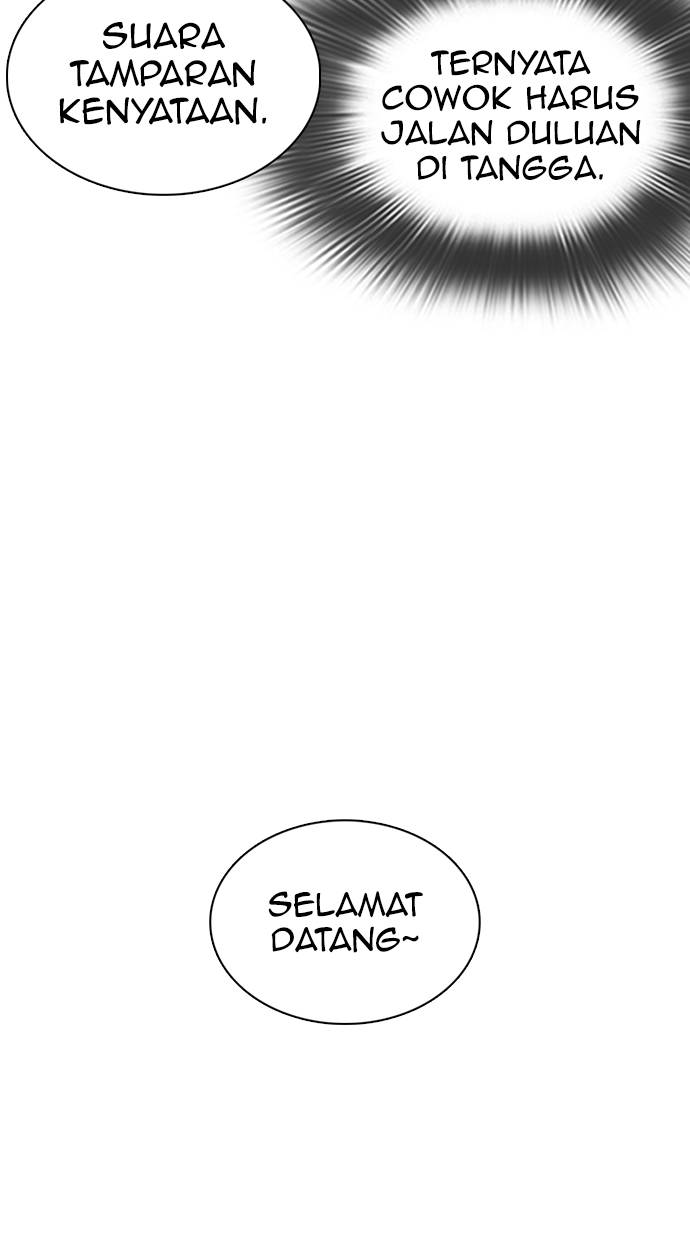 SUARA
TAMPARAN
KENYATAAN.
TERNYATA
COWOK HARUS
JALAN DULUAN
DI TANGGA.
SELAMAT
DATANG~